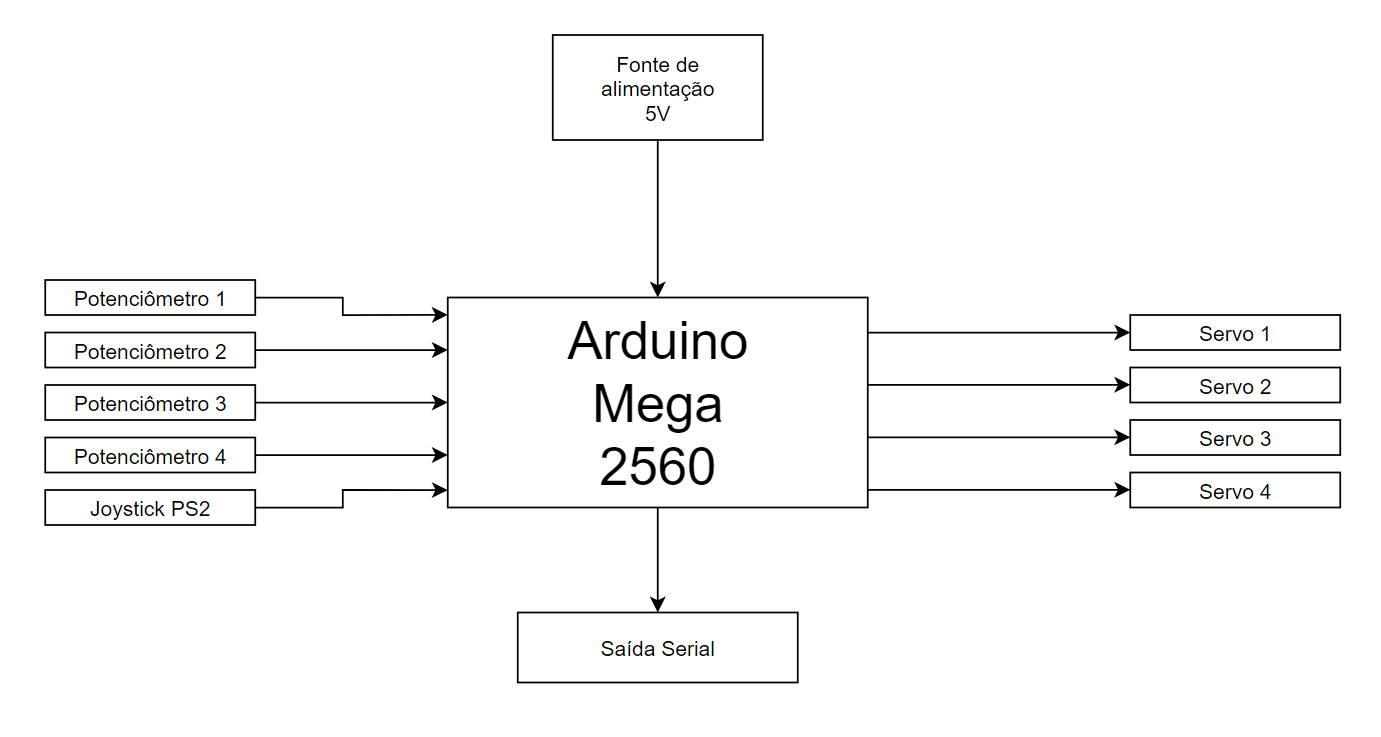 Fonte de
alimentação
5V
Potenciômetro 1
Potenciômetro 2
Potenciômetro 3
Potenciômetro 4
Joystick PS2
Arduino
Mega
2560
Servo 1
Servo 2
Servo 3
Servo 4
Saída Serial